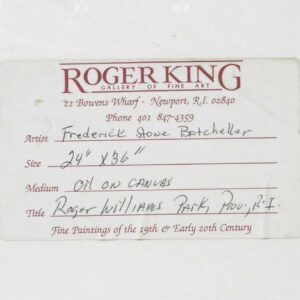 ROGER KING
GALLERY OF FINE ART
21 Bowens Wharf - Newport, R.I. 02840
Phone 401 847-4359
Artist Frederick Stone Batcheller
Size 24" x 36"
Medium OIL ON CANVAS
Title Roger Williams Park, Prov., R.I.
Fine Paintings of the 19th & Early 20th Century